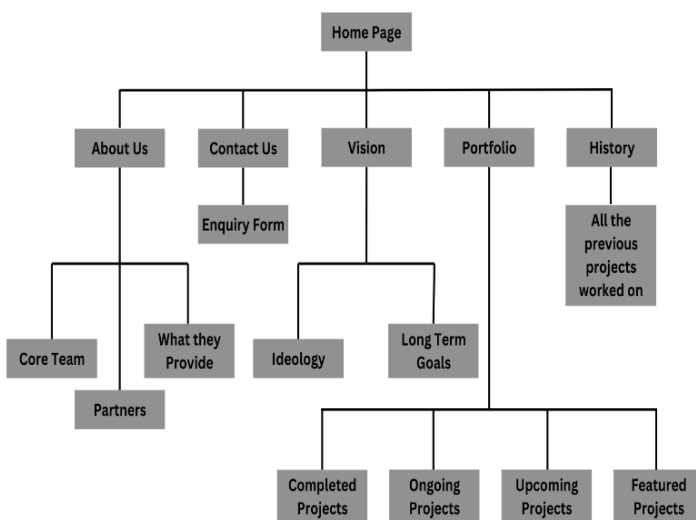 Home Page
About Us
Contact Us
Vision
Portfolio
History
Enquiry Form
All the
previous
projects
worked on
Core Team
Partners
What they
Provide
Ideology
Long Term
Goals
Completed
Projects
Ongoing
Projects
Upcoming
Projects
Featured
Projects